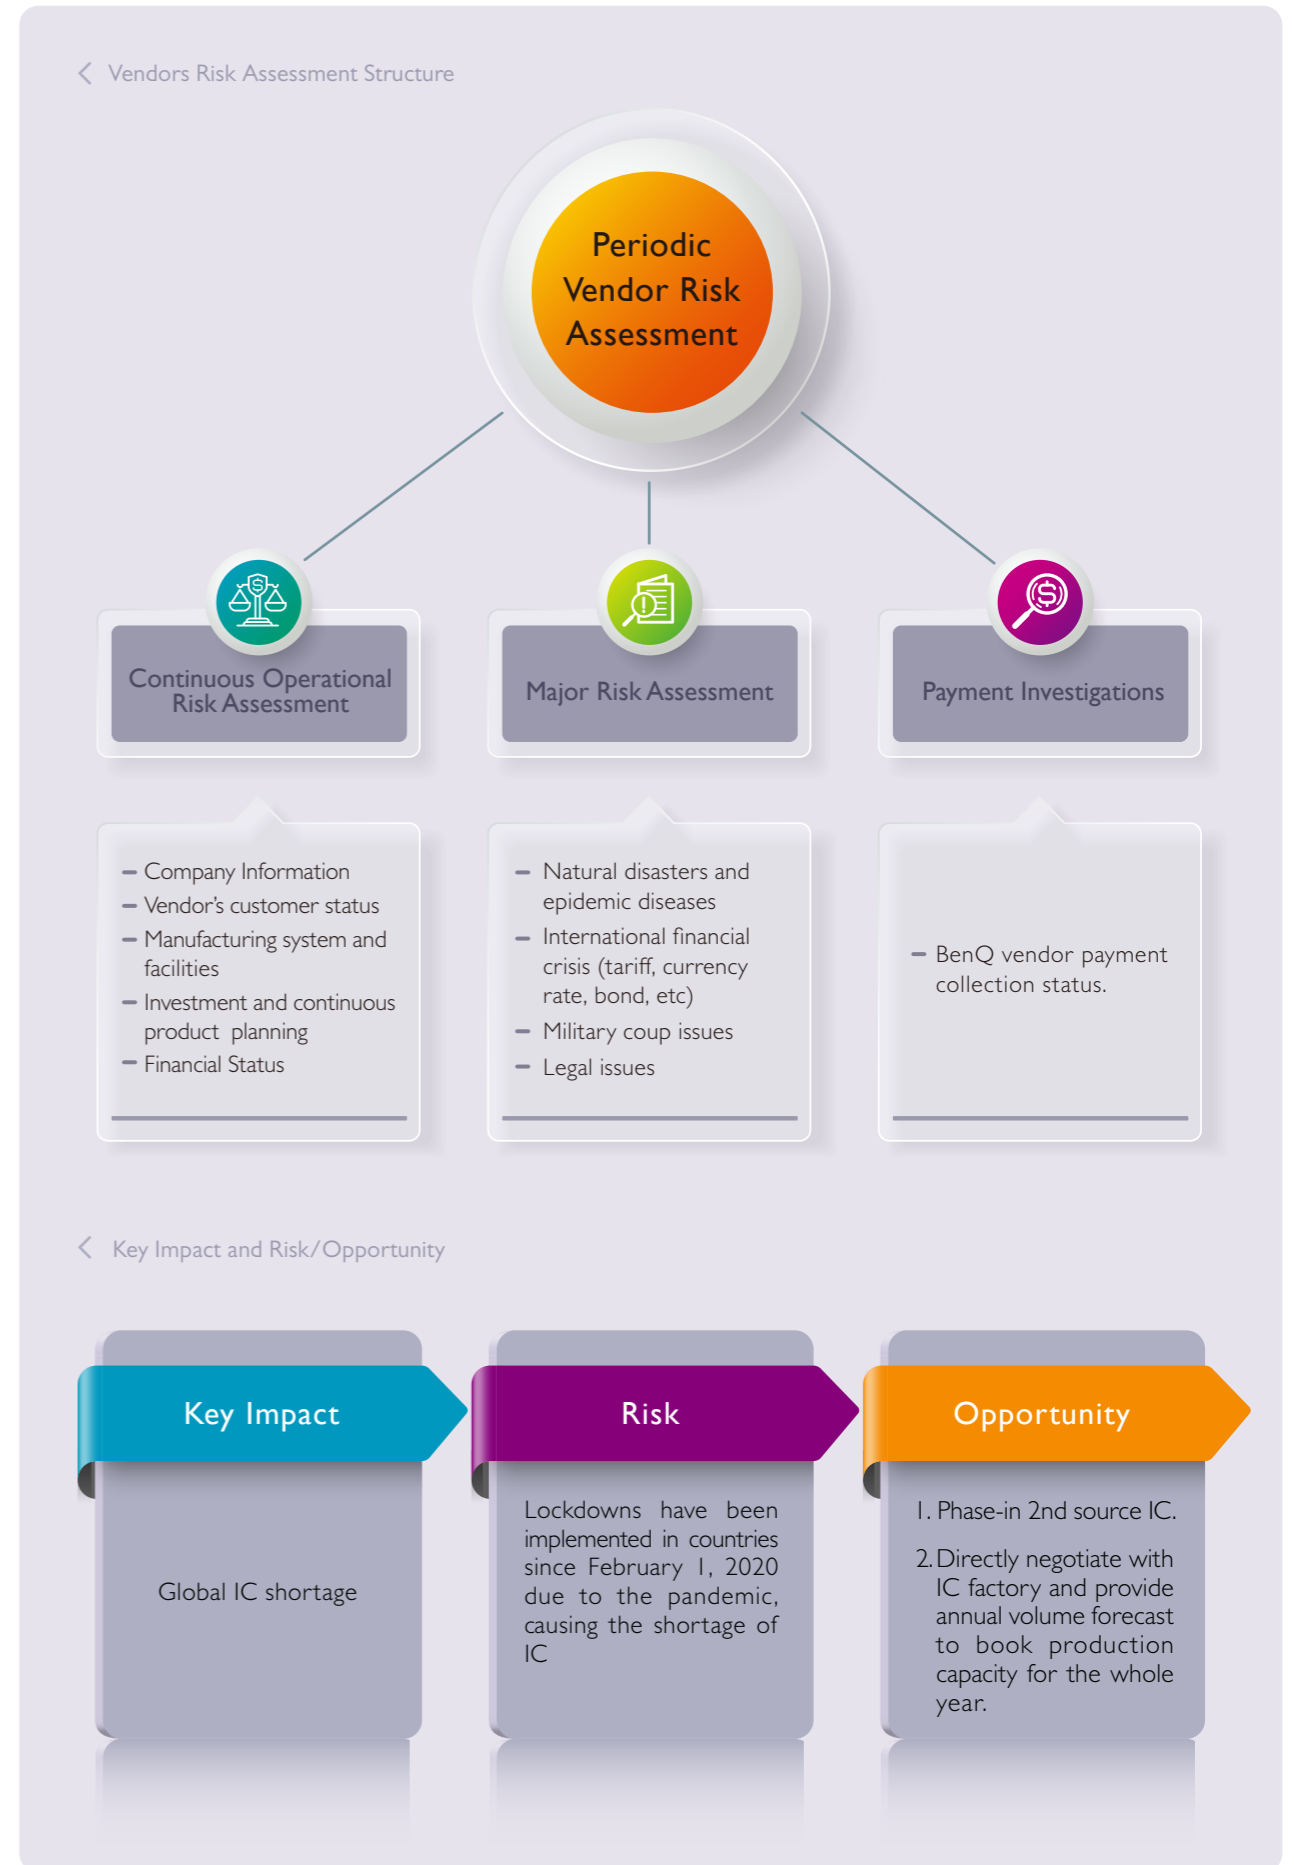 Vendors Risk Assessment Structure
Periodic
Vendor Risk
Assessment
Continuous Operational
Risk Assessment
– Company Information
– Vendor's customer status
– Manufacturing system and
facilities
– Investment and continuous
product planning
– Financial Status
Major Risk Assessment
– Natural disasters and
epidemic diseases
– International financial
crisis (tariff, currency
rate, bond, etc)
– Military coup issues
– Legal issues
Payment Investigations
– BenQ vendor payment
collection status.
Key Impact and Risk/Opportunity
Key Impact
Global IC shortage
Risk
Lockdowns have been
implemented in countries
since February 1, 2020
due to the pandemic,
causing the shortage of
IC
Opportunity
1. Phase-in 2nd source IC.
2. Directly negotiate with
IC factory and provide
annual volume forecast
to book production
capacity for the whole
year.